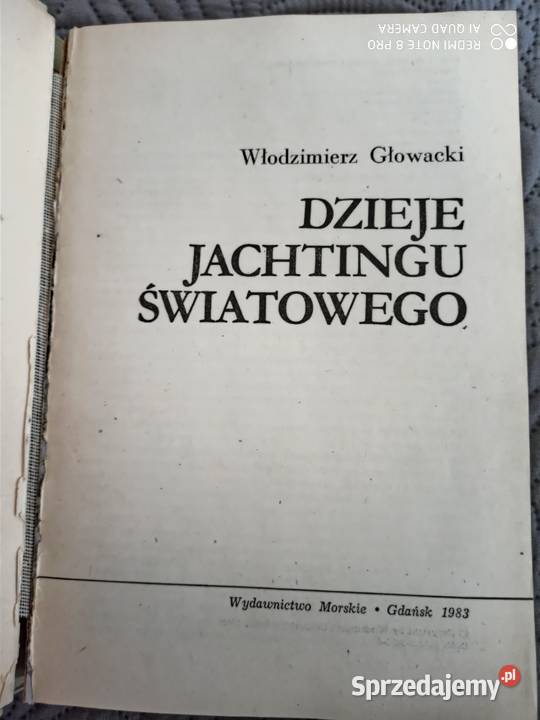 REDMI NOTE 8 PRO
AI QUAD CAMERA
Włodzimierz Głowacki
DZIEJE
JACHTINGU
ŚWIATOWEGO
Wydawnictwo Morskie • Gdańsk 1983
Sprzedajemy.pl